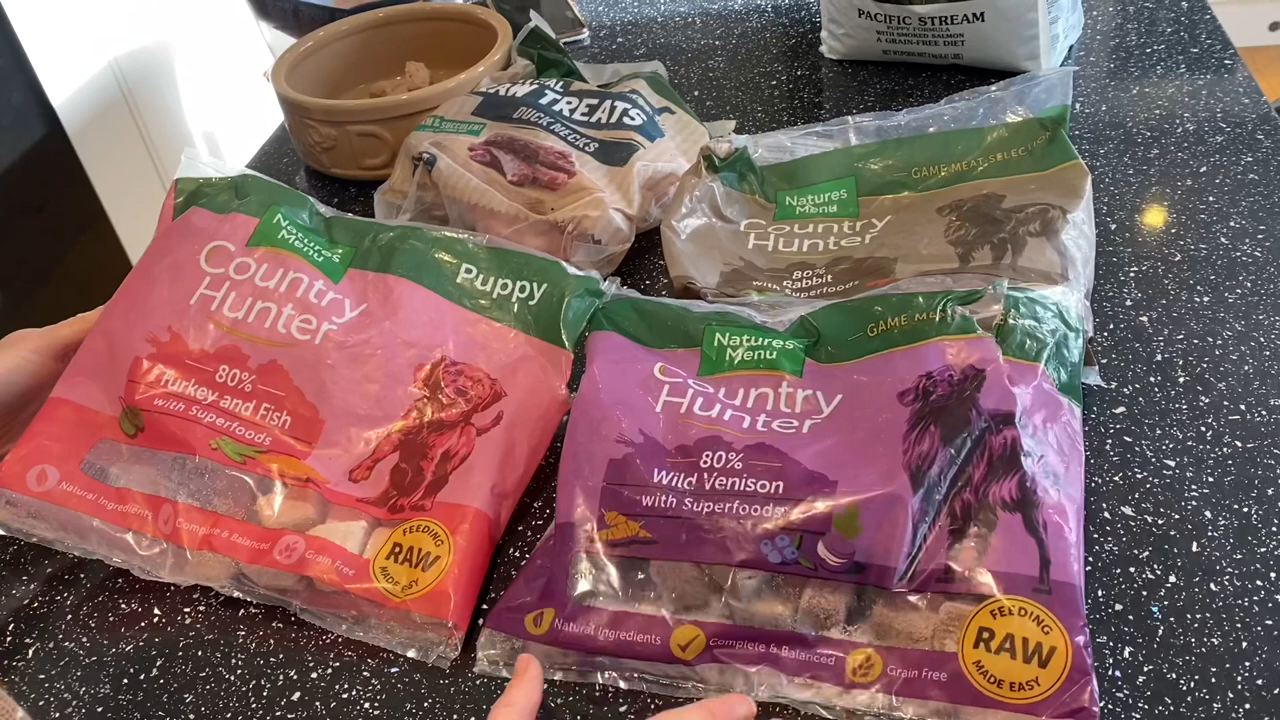 PACIFIC STREAM
PUPPY FORMULA
WITH SMOKED SALMON
A GRAIN-FREE DIET
RAW TREATS
DUCK NECKS
& SUCCULENT
GAME MEAT SELECTION
Natures
Menu
Country
Hunter
80%
Rabbit
with Superfoods
Natures
Menu
Puppy
Country
Hunter
80%
Turkey and Fish
with Superfoods
Natural Ingredients
Complete & Balanced
Grain Free
FEEDING
RAW
MADE EASY
GAME MEAT
Natures
Menu
Country
Hunter
80%
Wild Venison
with Superfoods
Natural Ingredients
Complete & Balanced
Grain Free
FEEDING
RAW
MADE EASY